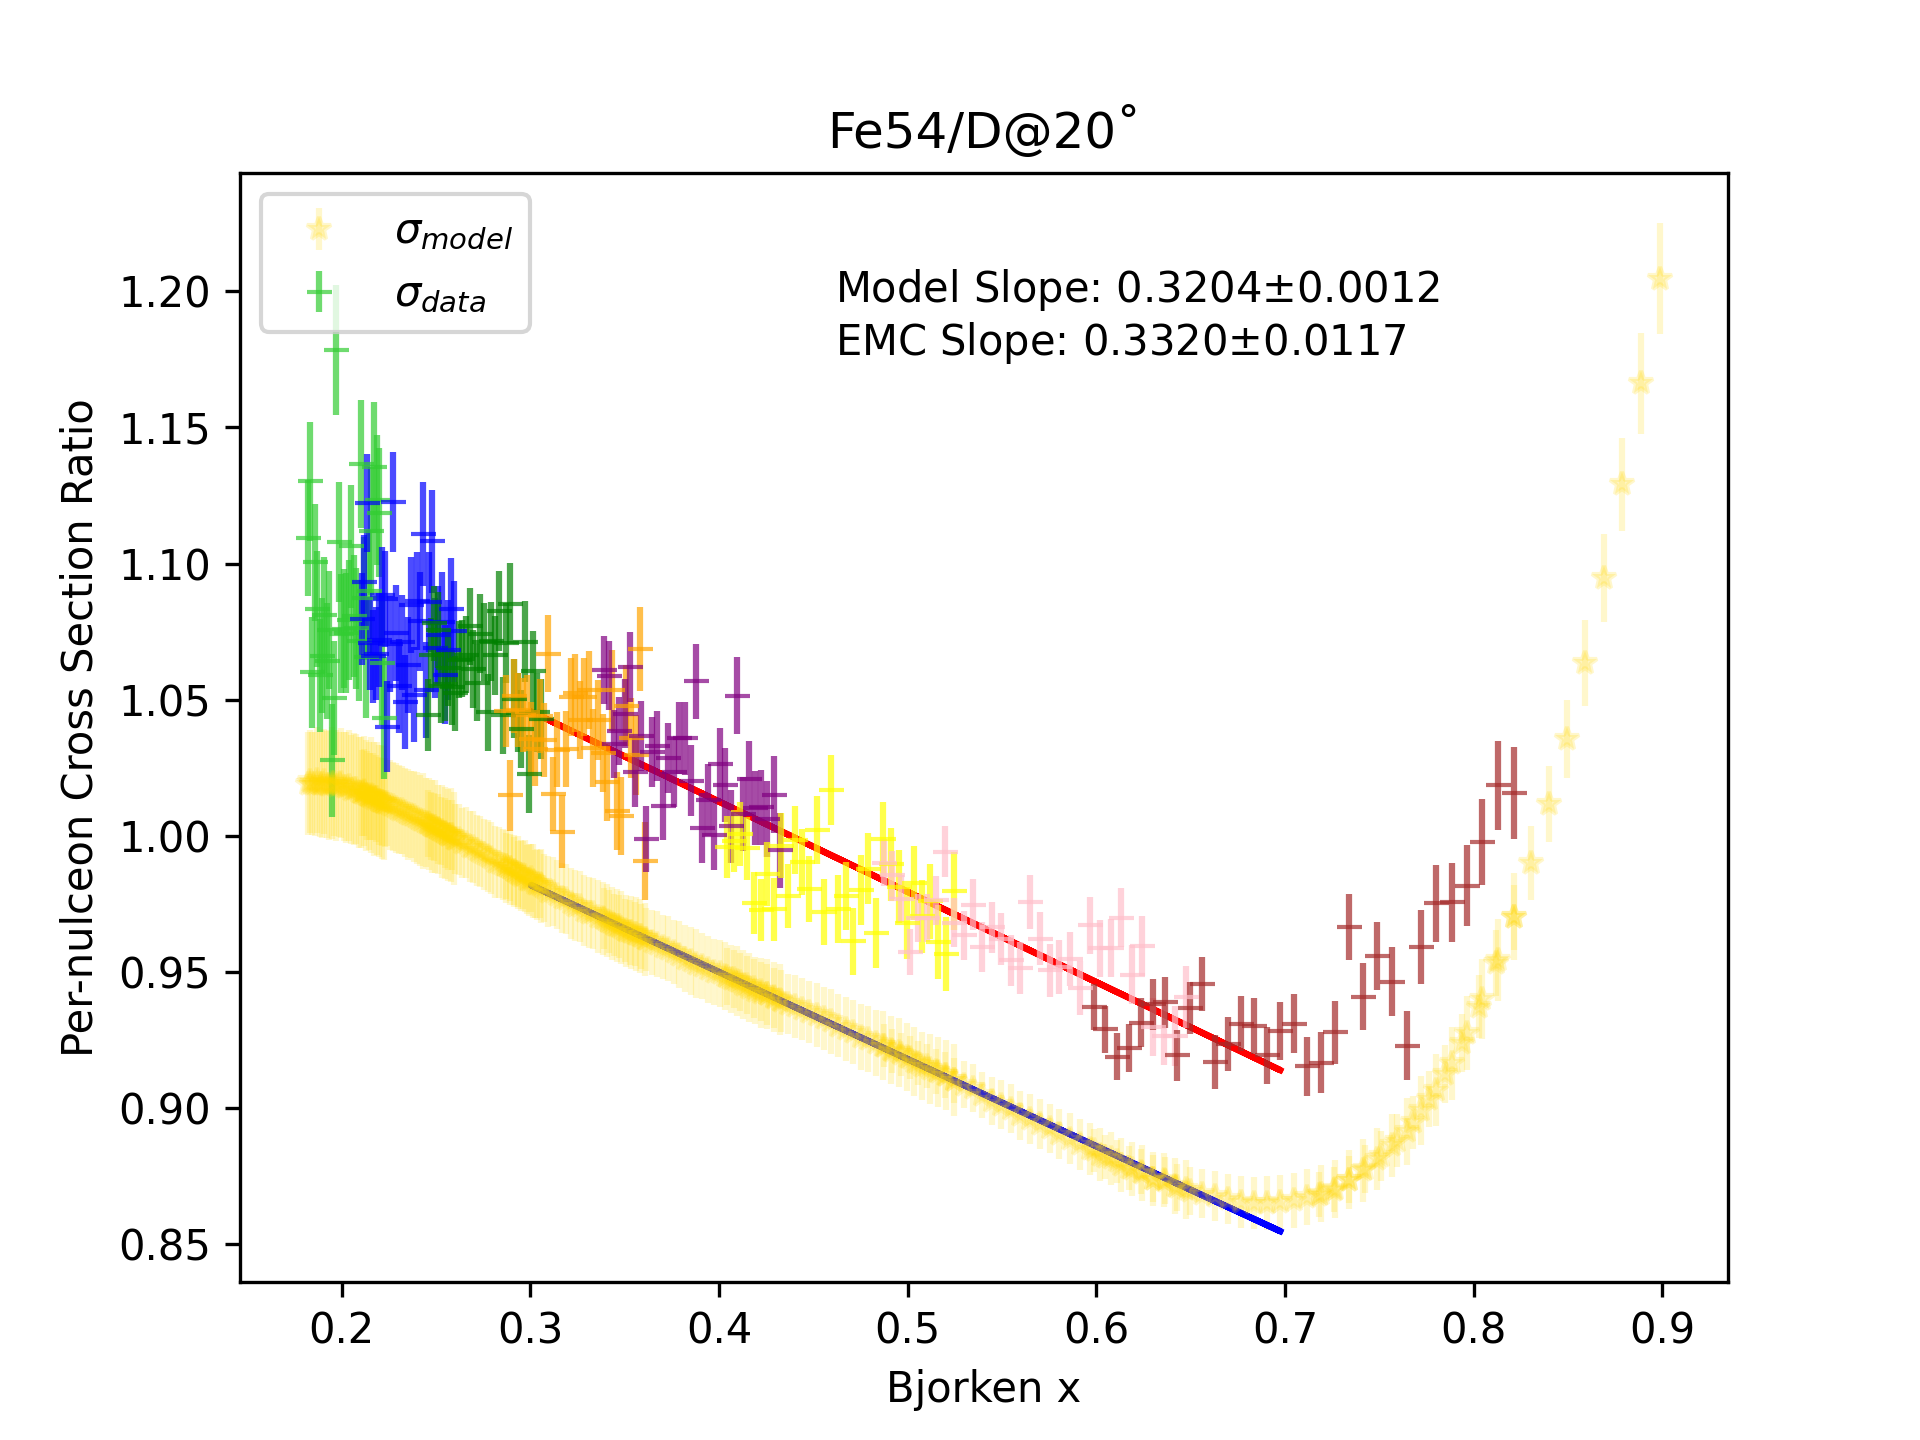 Fe54/D@20˚
σmodel
σdata
Model Slope: 0.3204±0.0012
EMC Slope: 0.3320±0.0117
Per-nulceon Cross Section Ratio
1.20
1.15
1.10
1.05
1.00
0.95
0.90
0.85
0.2 0.3 0.4 0.5 0.6 0.7 0.8 0.9
Bjorken x